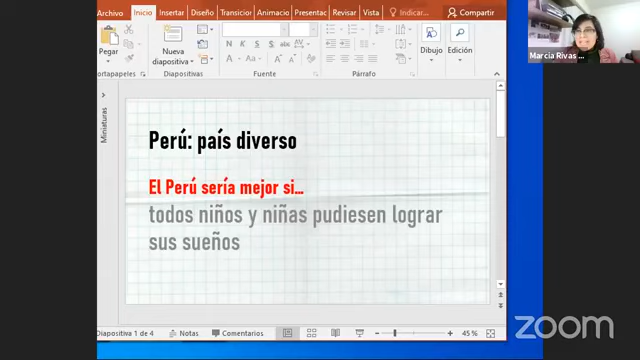 Archivo Inicio Insertar Diseño Transicior Animacio Presentac Revisar Vista Indicar... Compartir
Pegar
Nueva
diapositiva
Dibujo
Edición
ortapapeles Diapositivas Fuente Párrafo
Marcia Rivas ...
Miniaturas
Perú: país diverso
El Perú sería mejor si...
todos niños y niñas pudiesen lograr
sus sueños
Diapositiva 1 de 4 Notas Comentarios 45 %
zoom